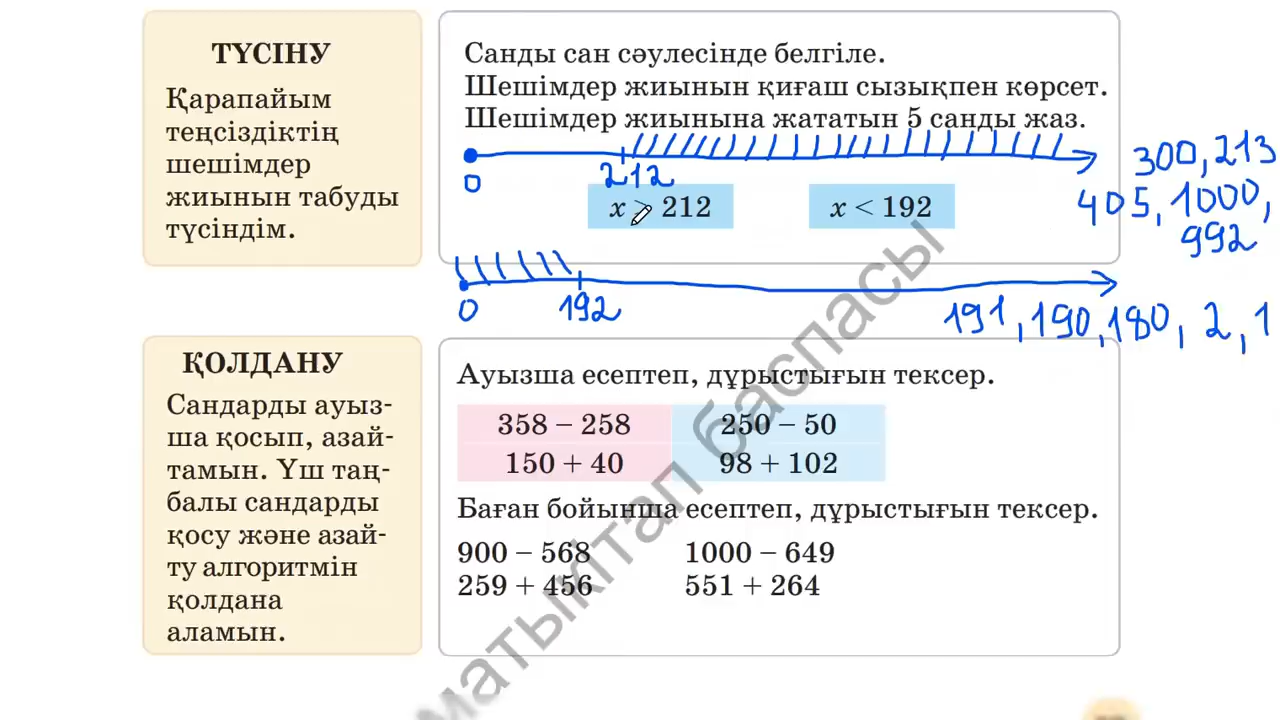 ТҮСІНУ
Қарапайым
теңсіздіктің
шешімдер
жиынын табуды
түсіндім.
Санды сан сәулесінде белгіле.
Шешімдер жиынын қиғаш сызықпен көрсет.
Шешімдер жиынына жататын 5 санды жаз.
0 212
300, 213
405, 1000,
992
x > 212 x < 192
0 192
191, 190, 180, 2, 1
ҚОЛДАНУ
Сандарды ауыз-
ша қосып, азай-
тамын. Үш таң-
балы сандарды
қосу және азай-
ту алгоритмін
қолдана
аламын.
Ауызша есептеп, дұрыстығын тексер.
358 – 258 250 – 50
150 + 40 98 + 102
Баған бойынша есептеп, дұрыстығын тексер.
900 – 568 1000 – 649
259 + 456 551 + 264
матыкітап баспасы